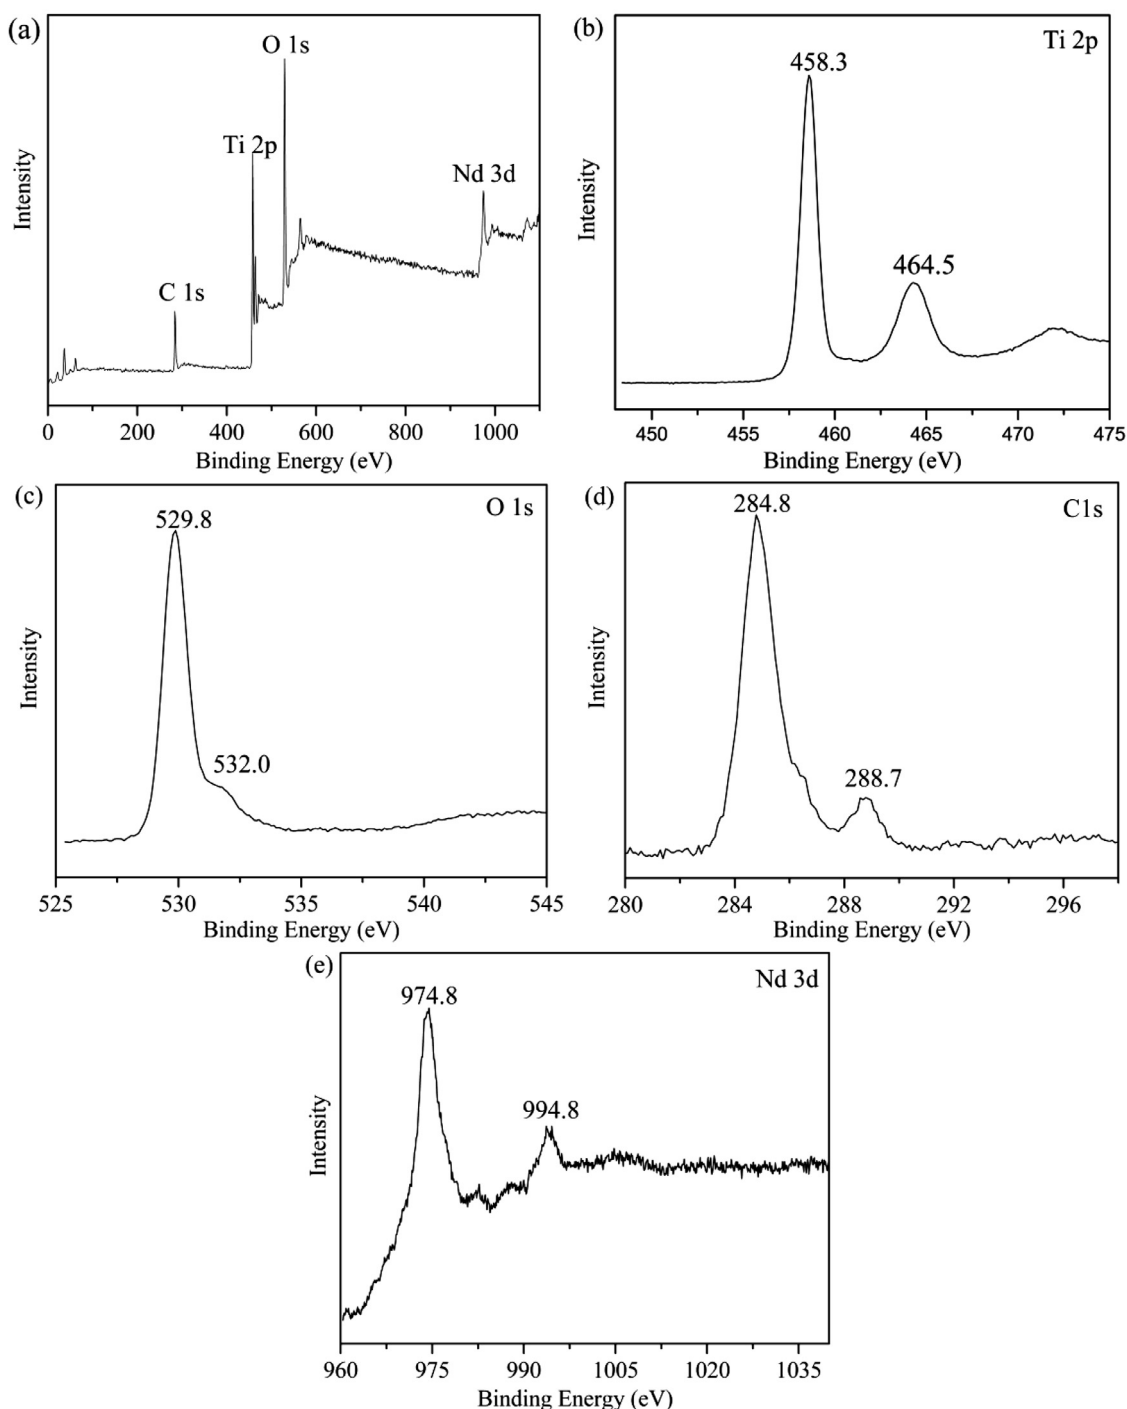 (a)
O 1s
Ti 2p
Nd 3d
C 1s
Intensity
0 200 400 600 800 1000
Binding Energy (eV)
(b)
Ti 2p
458.3
464.5
Intensity
450 455 460 465 470 475
Binding Energy (eV)
(c)
O 1s
529.8
532.0
Intensity
525 530 535 540 545
Binding Energy (eV)
(d)
C1s
284.8
288.7
Intensity
280 284 288 292 296
Binding Energy (eV)
(e)
Nd 3d
974.8
994.8
Intensity
960 975 990 1005 1020 1035
Binding Energy (eV)